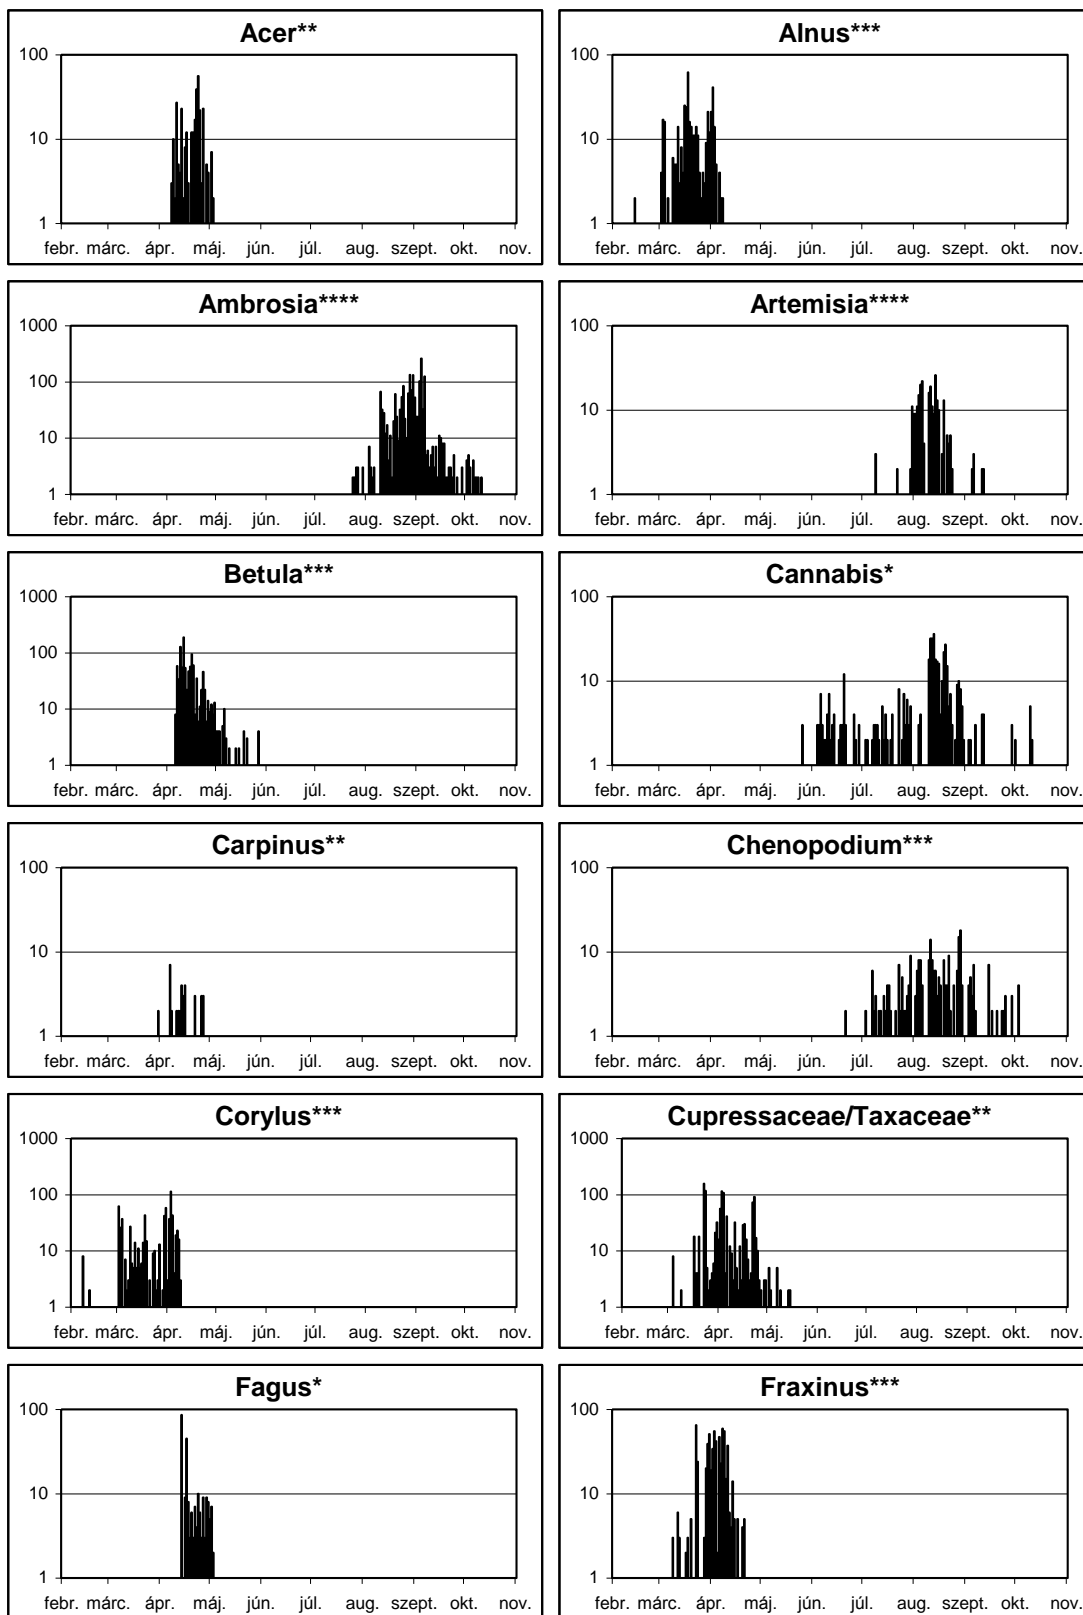 Acer**
100
10
1
febr. márc. ápr. máj. jún. júl. aug. szept. okt. nov.
Alnus***
100
10
1
febr. márc. ápr. máj. jún. júl. aug. szept. okt. nov.
Ambrosia****
1000
100
10
1
febr. márc. ápr. máj. jún. júl. aug. szept. okt. nov.
Artemisia****
100
10
1
febr. márc. ápr. máj. jún. júl. aug. szept. okt. nov.
Betula***
1000
100
10
1
febr. márc. ápr. máj. jún. júl. aug. szept. okt. nov.
Cannabis*
100
10
1
febr. márc. ápr. máj. jún. júl. aug. szept. okt. nov.
Carpinus**
100
10
1
febr. márc. ápr. máj. jún. júl. aug. szept. okt. nov.
Chenopodium***
100
10
1
febr. márc. ápr. máj. jún. júl. aug. szept. okt. nov.
Corylus***
1000
100
10
1
febr. márc. ápr. máj. jún. júl. aug. szept. okt. nov.
Cupressaceae/Taxaceae**
1000
100
10
1
febr. márc. ápr. máj. jún. júl. aug. szept. okt. nov.
Fagus*
100
10
1
febr. márc. ápr. máj. jún. júl. aug. szept. okt. nov.
Fraxinus***
100
10
1
febr. márc. ápr. máj. jún. júl. aug. szept. okt. nov.